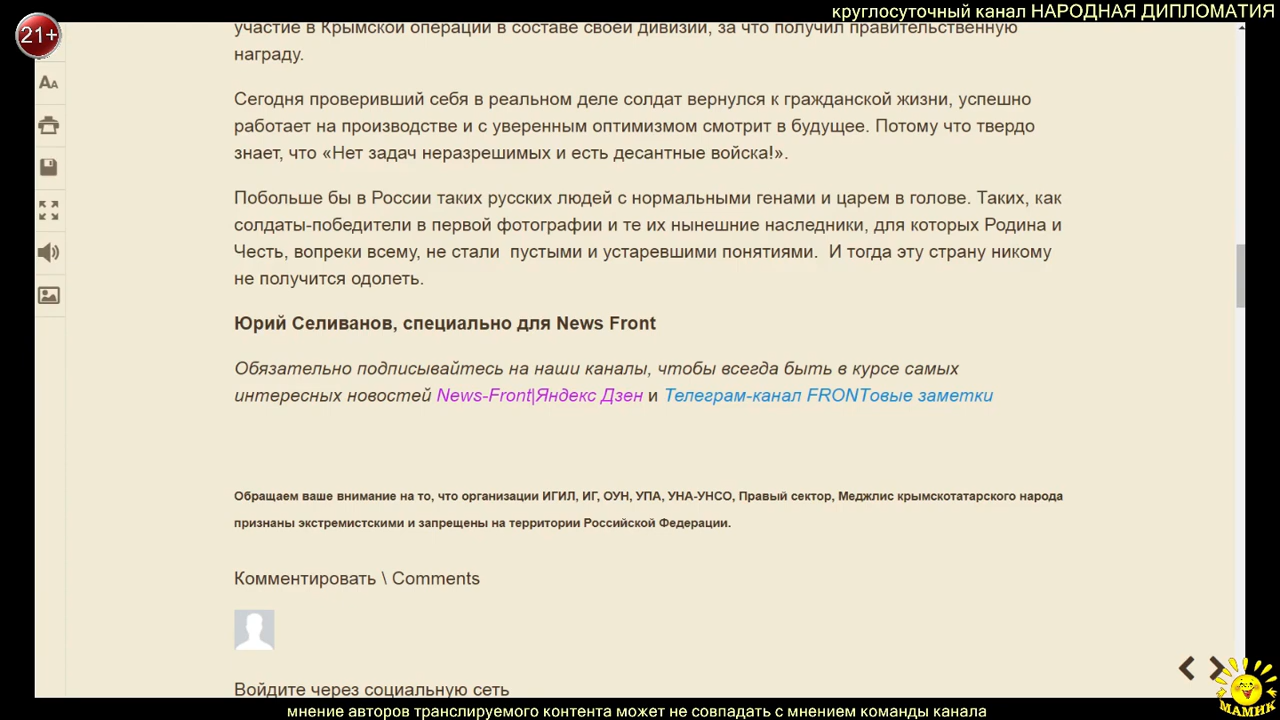 круглосуточный канал НАРОДНАЯ ДИПЛОМАТИЯ
21+
участие в Крымской операции в составе своей дивизии, за что получил правительственную
награду.
Сегодня проверивший себя в реальном деле солдат вернулся к гражданской жизни, успешно
работает на производстве и с уверенным оптимизмом смотрит в будущее. Потому что твердо
знает, что «Нет задач неразрешимых и есть десантные войска!».
Побольше бы в России таких русских людей с нормальными генами и царем в голове. Таких, как
солдаты-победители в первой фотографии и те их нынешние наследники, для которых Родина и
Честь, вопреки всему, не стали  пустыми и устаревшими понятиями.  И тогда эту страну никому
не получится одолеть.
Юрий Селиванов, специально для News Front
Обязательно подписывайтесь на наши каналы, чтобы всегда быть в курсе самых
интересных новостей News-Front|Яндекс Дзен и Телеграм-канал FRONTовые заметки
Обращаем ваше внимание на то, что организации ИГИЛ, ИГ, ОУН, УПА, УНА-УНСО, Правый сектор, Меджлис крымскотатарского народа
признаны экстремистскими и запрещены на территории Российской Федерации.
Комментировать \ Comments
Войдите через социальную сеть
МАМИК
мнение авторов транслируемого контента может не совпадать с мнением команды канала